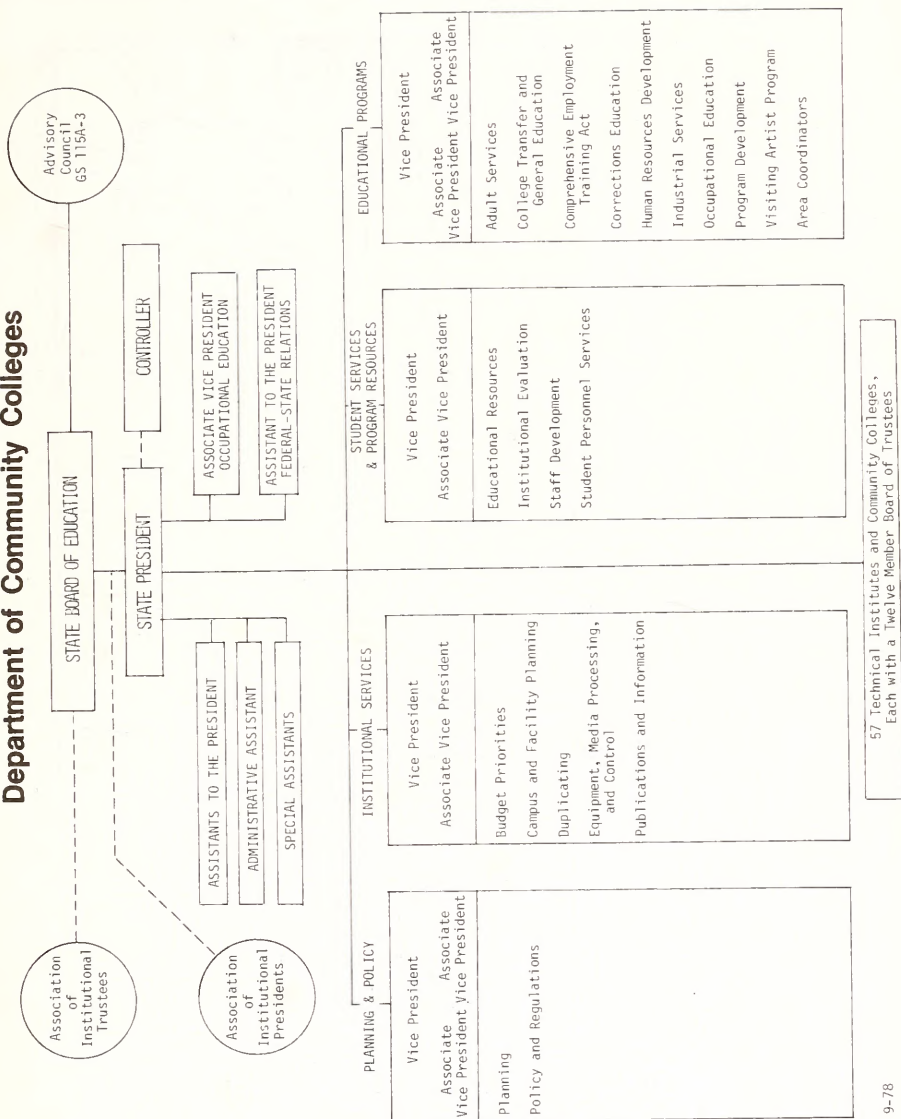 Department of Community Colleges
Advisory
Council
GS 115A-3
STATE BOARD OF EDUCATION
Association
of
Institutional
Trustees
CONTROLLER
STATE PRESIDENT
Association
of
Institutional
Presidents
ASSISTANTS TO THE PRESIDENT
ADMINISTRATIVE ASSISTANT
SPECIAL ASSISTANTS
ASSOCIATE VICE PRESIDENT
OCCUPATIONAL EDUCATION
ASSISTANT TO THE PRESIDENT
FEDERAL-STATE RELATIONS
PLANNING & POLICY
Vice President
Associate Associate
Vice President Vice President
Planning
Policy and Regulations
INSTITUTIONAL SERVICES
Vice President
Associate Vice President
Budget Priorities
Campus and Facility Planning
Duplicating
Equipment, Media Processing,
and Control
Publications and Information
STUDENT SERVICES
& PROGRAM RESOURCES
Vice President
Associate Vice President
Educational Resources
Institutional Evaluation
Staff Development
Student Personnel Services
EDUCATIONAL PROGRAMS
Vice President
Associate Associate
Vice President Vice President
Adult Services
College Transfer and
General Education
Comprehensive Employment
Training Act
Corrections Education
Human Resources Development
Industrial Services
Occupational Education
Program Development
Visiting Artist Program
Area Coordinators
57 Technical Institutes and Community Colleges,
Each with a Twelve Member Board of Trustees
9-78